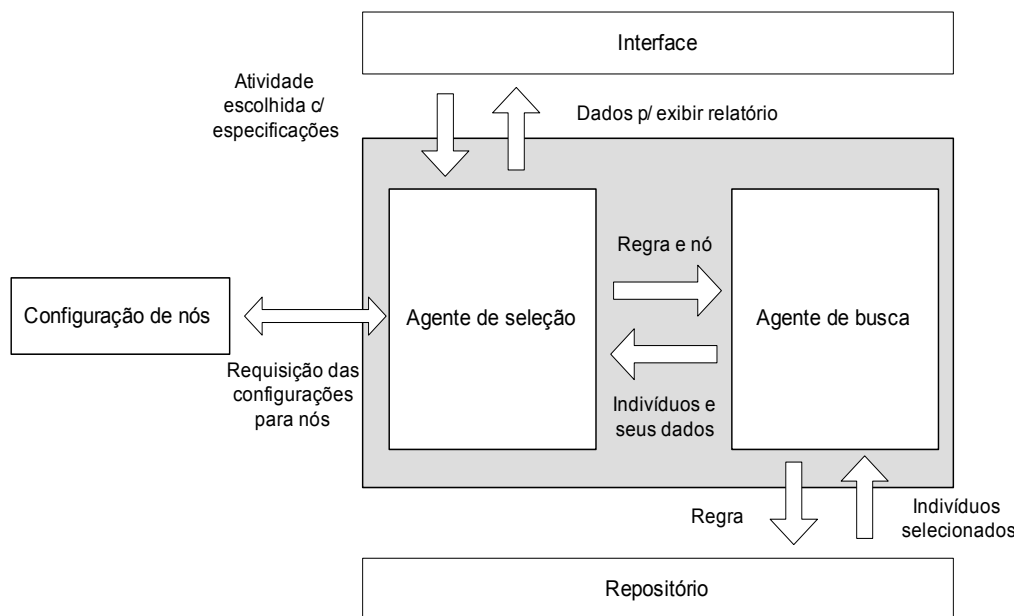 Interface
Atividade
escolhida c/
especificações
Dados p/ exibir relatório
Configuração de nós
Requisição das
configurações
para nós
Agente de seleção
Regra e nó
Indivíduos e
seus dados
Agente de busca
Regra
Indivíduos
selecionados
Repositório